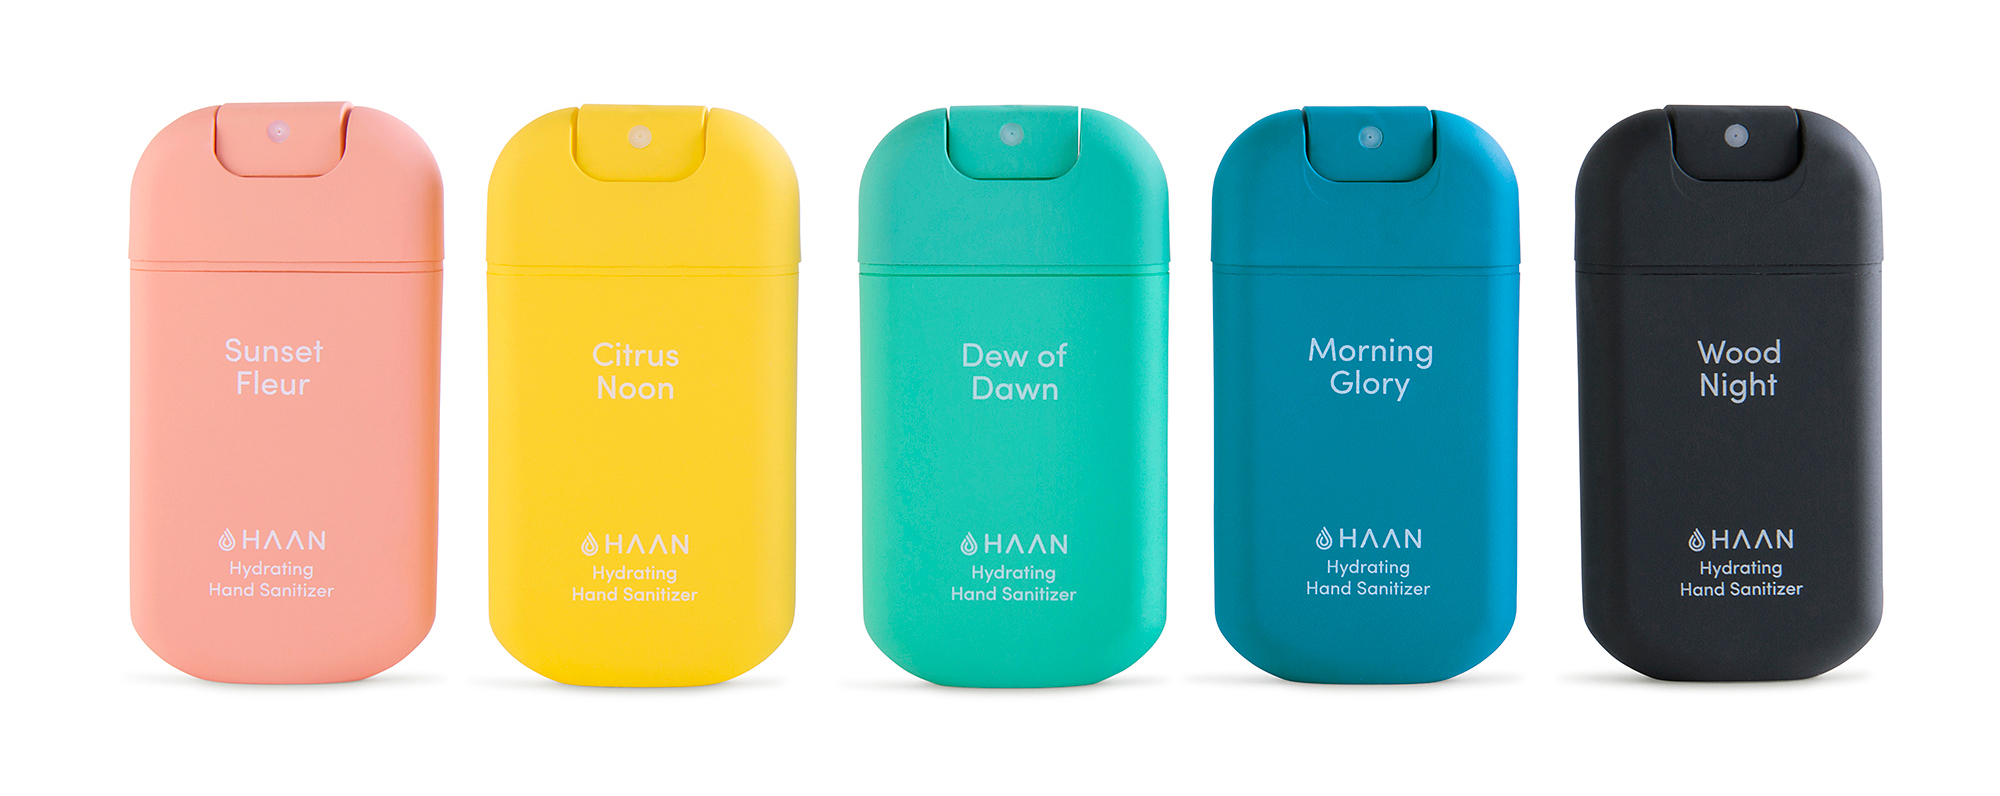 Sunset
Fleur
HAAN
Hydrating
Hand Sanitizer
Citrus
Noon
HAAN
Hydrating
Hand Sanitizer
Dew of
Dawn
HAAN
Hydrating
Hand Sanitizer
Morning
Glory
HAAN
Hydrating
Hand Sanitizer
Wood
Night
HAAN
Hydrating
Hand Sanitizer